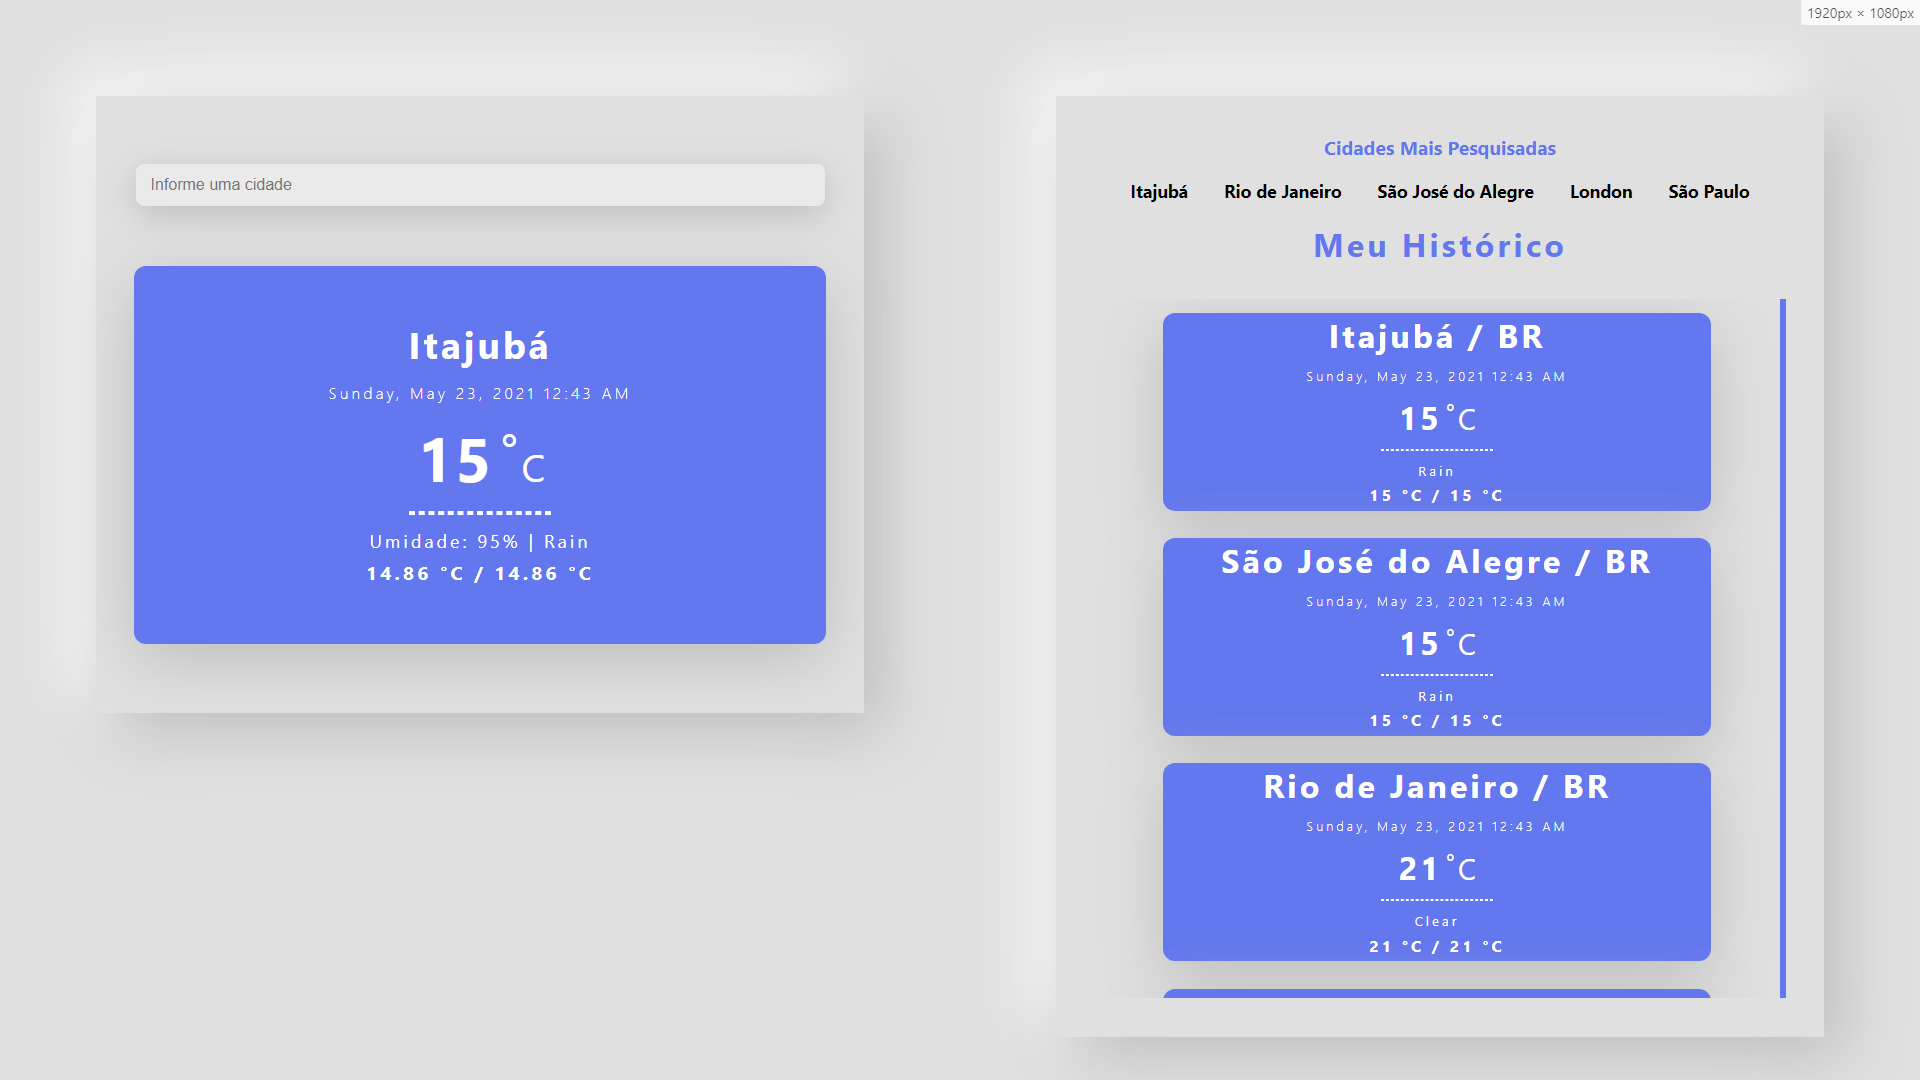 1920px × 1080px
Informe uma cidade
Itajubá
Sunday, May 23, 2021 12:43 AM
15°C
Umidade: 95% | Rain
14.86 °C / 14.86 °C
Cidades Mais Pesquisadas
Itajubá Rio de Janeiro São José do Alegre London São Paulo
Meu Histórico
Itajubá / BR
Sunday, May 23, 2021 12:43 AM
15°C
Rain
15 °C / 15 °C
São José do Alegre / BR
Sunday, May 23, 2021 12:43 AM
15°C
Rain
15 °C / 15 °C
Rio de Janeiro / BR
Sunday, May 23, 2021 12:43 AM
21°C
Clear
21 °C / 21 °C